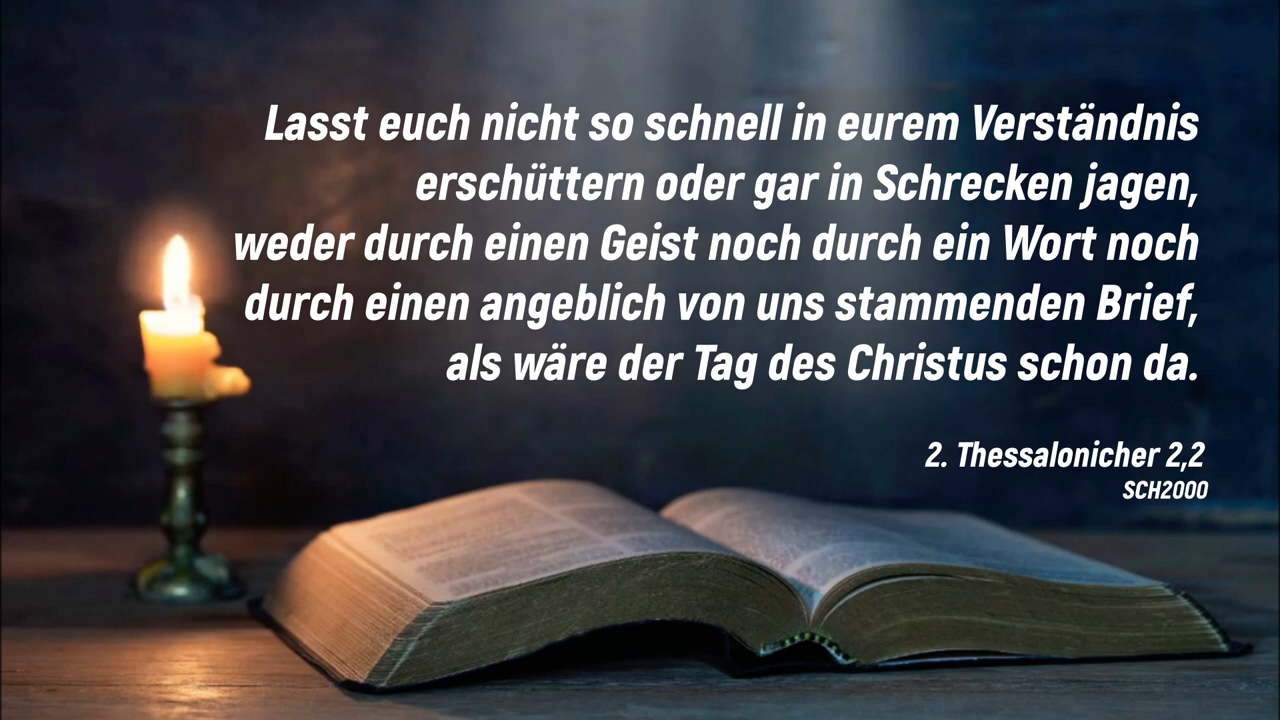 Lasst euch nicht so schnell in eurem Verständnis
erschüttern oder gar in Schrecken jagen,
weder durch einen Geist noch durch ein Wort noch
durch einen angeblich von uns stammenden Brief,
als wäre der Tag des Christus schon da.
2. Thessalonicher 2,2
SCH2000